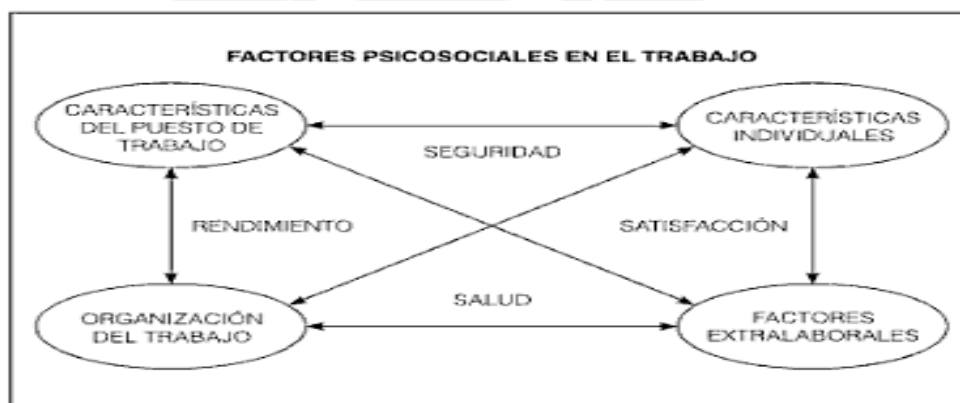 FACTORES PSICOSOCIALES EN EL TRABAJO
CARACTERÍSTICAS
DEL PUESTO DE
TRABAJO
CARACTERÍSTICAS
INDIVIDUALES
SEGURIDAD
RENDIMIENTO
SATISFACCIÓN
SALUD
ORGANIZACIÓN
DEL TRABAJO
FACTORES
EXTRALABORALES